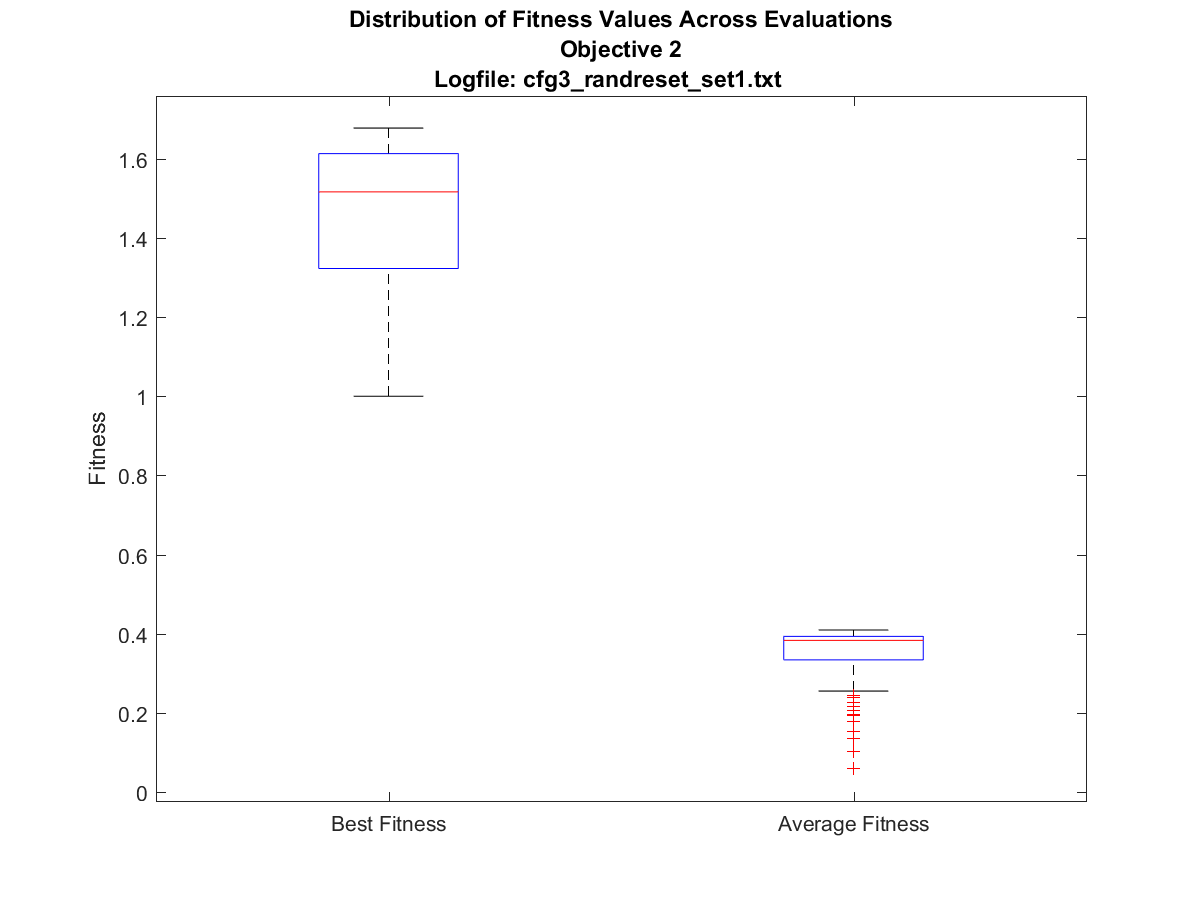 Distribution of Fitness Values Across Evaluations
Objective 2
Logfile: cfg3_randreset_set1.txt
1.6
1.4
1.2
1
0.8
0.6
0.4
0.2
0
Fitness
Best Fitness
Average Fitness